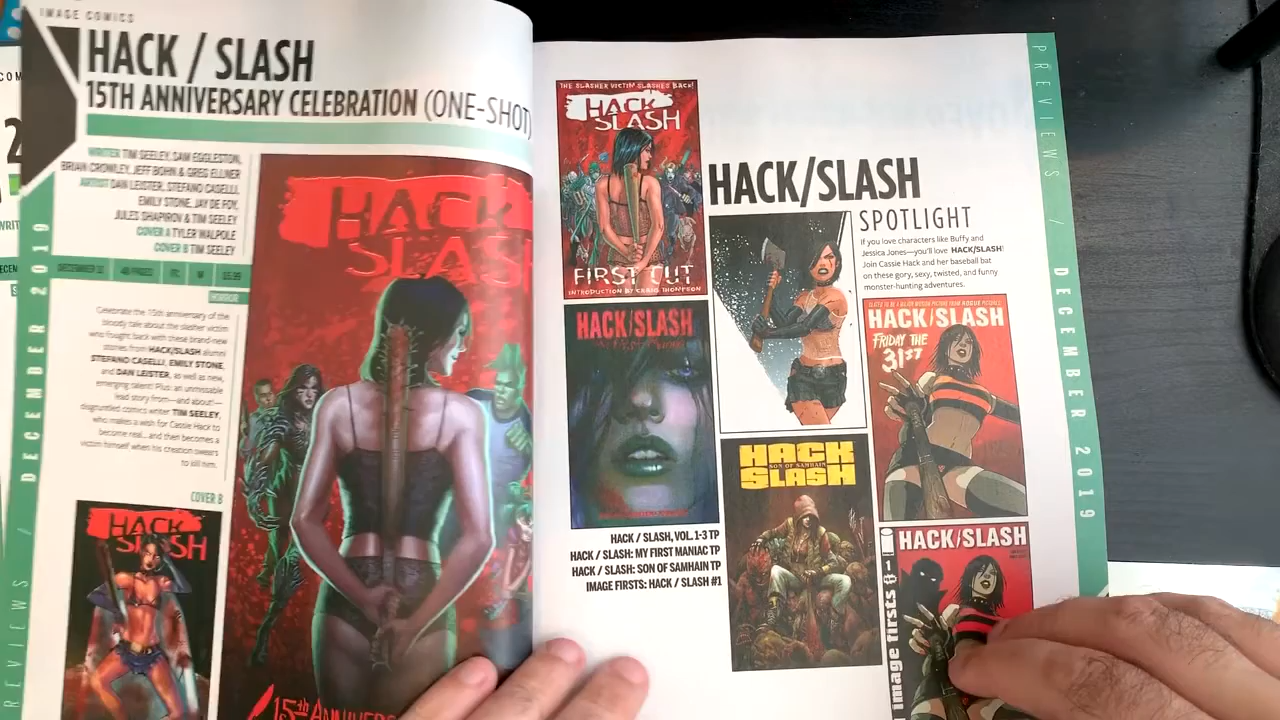 IMAGE COMICS
HACK / SLASH
15TH ANNIVERSARY CELEBRATION (ONE-SHOT)
WRITER TIM SEELEY, SAM EGGLESTON,
BRIAN CROWLEY, JEFF BOHN & GREG ELLNER
ARTIST DAN LEISTER, STEFANO CASELLI,
EMILY STONE, JAY DE FOY,
JULES SHAPIROV & TIM SEELEY
COVER A TYLER WALPOLE
COVER B TIM SEELEY
48 PAGES
FC
M
$5.99
HORROR
Celebrate the 15th anniversary of the
bloody tale about the slasher victim
who fought back with these brand-new
stories, from HACK/SLASH alumni
STEFANO CASELLI, EMILY STONE,
and DAN LEISTER, as well as new,
emerging talent! Plus: an unmissable
lead story from—and about!—
disgruntled comics writer TIM SEELEY,
who makes a wish for Cassie Hack to
become real...and then becomes a
victim himself when his creation swears
to kill him.
COVER B
HACK
SLASH
HACK
SLAS
15th ANNIVERS
PREVIEWS / DECEMBER 2019
THE SLASHER VICTIM SLASHES BACK!
HACK
SLASH
FIRST CUT
INTRODUCTION BY CRAIG THOMPSON
HACK/SLASH
HACK / SLASH, VOL. 1-3 TP
HACK / SLASH: MY FIRST MANIAC TP
HACK / SLASH: SON OF SAMHAIN TP
IMAGE FIRSTS: HACK / SLASH #1
HACK/SLASH
SPOTLIGHT
If you love characters like Buffy and
Jessica Jones—you'll love HACK/SLASH!
Join Cassie Hack and her baseball bat
on these gory, sexy, twisted, and funny
monster-hunting adventures.
HACK
SON OF SAMHAIN
SLASH
HACK/SLASH
FRIDAY THE
31ST
HACK/SLASH
image firsts
PREVIEWS / DECEMBER 2019